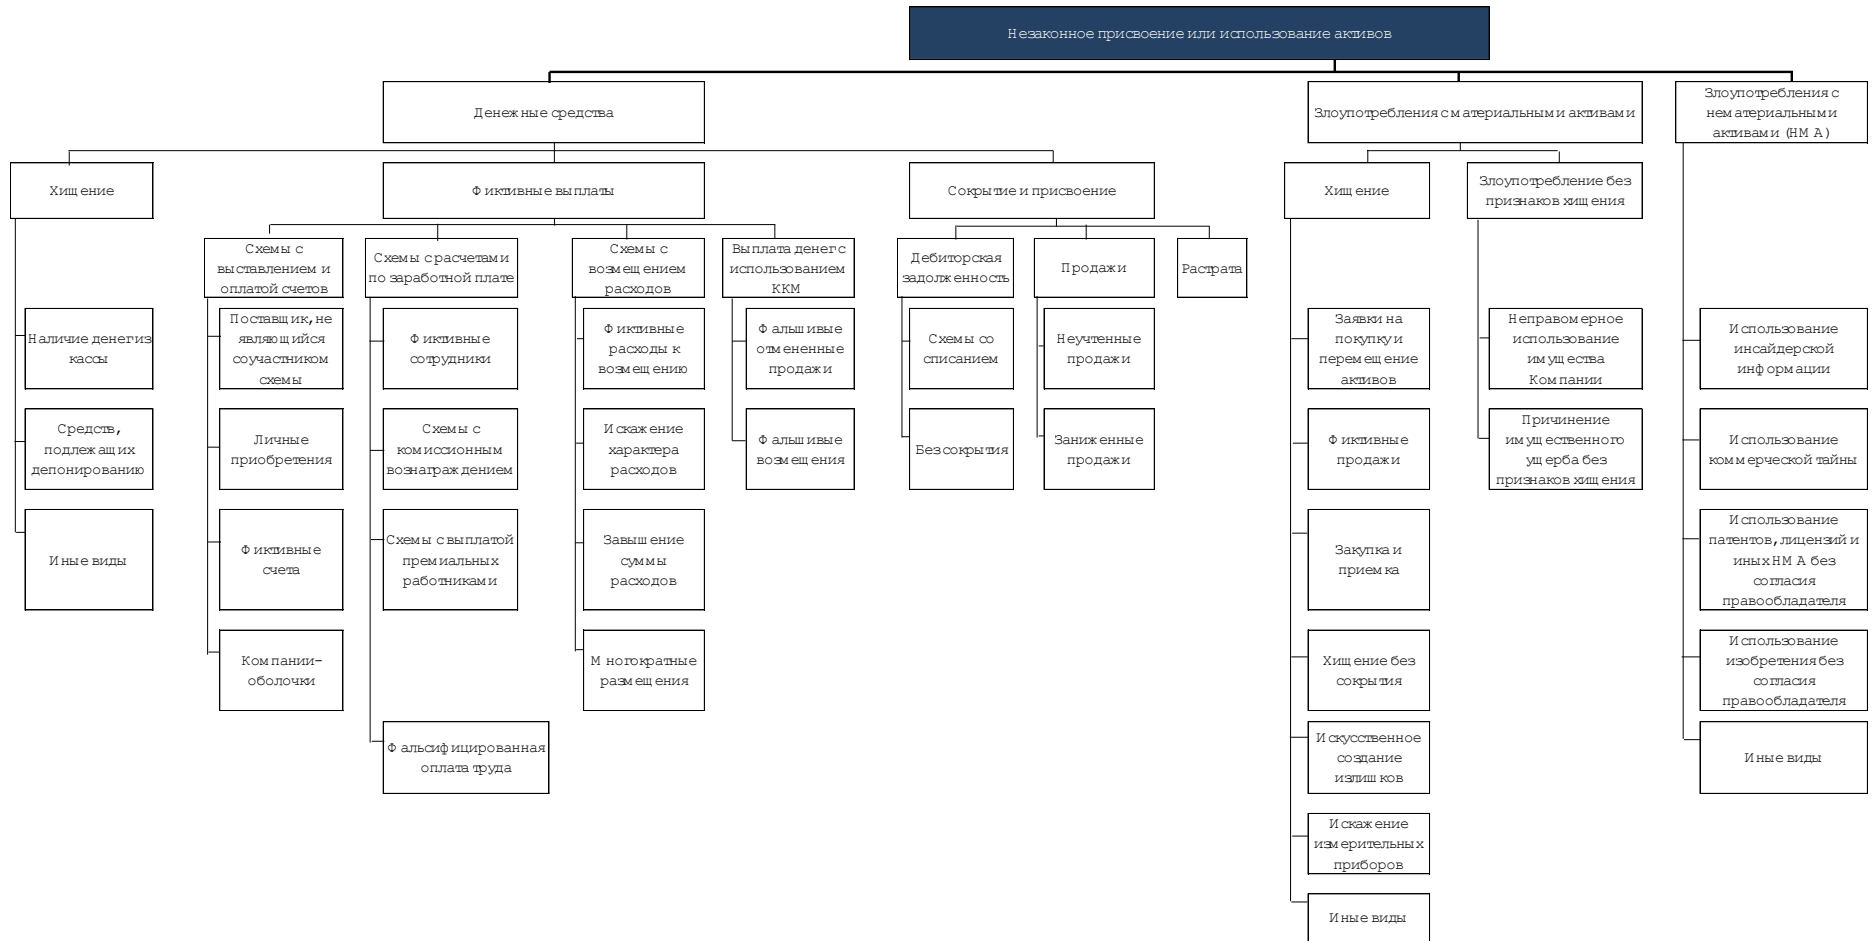 Незаконное присвоение или использование активов
Денежные средства
Злоупотребления с материальными активами
Злоупотребления с
нематериальными
активами (НМА)
Хищение
Фиктивные выплаты
Сокрытие и присвоение
Хищение
Злоупотребление без
признаков хищения
Схемы с
выставлением и
оплатой счетов
Схемы с расчетами
по заработной плате
Схемы с
возмещением
расходов
Выплата денег с
использованием
ККМ
Дебиторская
задолженность
Продажи
Растрата
Наличие денег из
кассы
Поставщик, не
являющийся
соучастником
схемы
Фиктивные
сотрудники
Фиктивные
расходы к
возмещению
Фальшивые
отмененные
продажи
Схемы со
списанием
Неучтенные
продажи
Заявки на
покупку и
перемещение
активов
Неправомерное
использование
имущества
Компании
Использование
инсайдерской
информации
Средств,
подлежащих
депонированию
Личные
приобретения
Схемы с
комиссионным
вознаграждением
Искажение
характера
расходов
Фальшивые
возмещения
Без сокрытия
Заниженные
продажи
Фиктивные
продажи
Причинение
имущественного
ущерба без
признаков хищения
Использование
коммерческой тайны
Иные виды
Фиктивные
счета
Схемы с выплатой
премиальных
работниками
Завышение
суммы
расходов
Закупка и
приемка
Использование
патентов, лицензий и
иных НМА без
согласия
правообладателя
Компании-
оболочки
Многократные
размещения
Хищение без
сокрытия
Использование
изобретения без
согласия
правообладателя
Фальсифицированная
оплата труда
Искусственное
создание
излишков
Иные виды
Искажение
измерительных
приборов
Иные виды